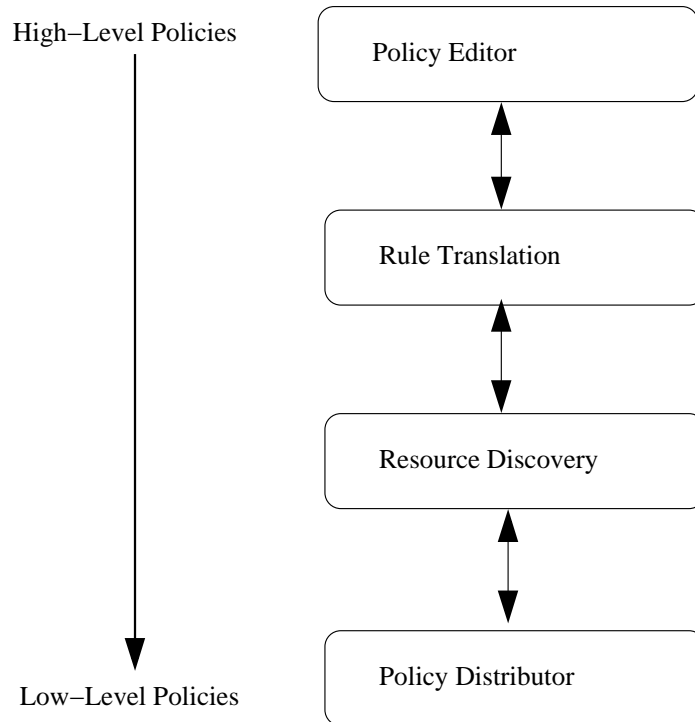 High−Level Policies
Policy Editor
Rule Translation
Resource Discovery
Policy Distributor
Low−Level Policies